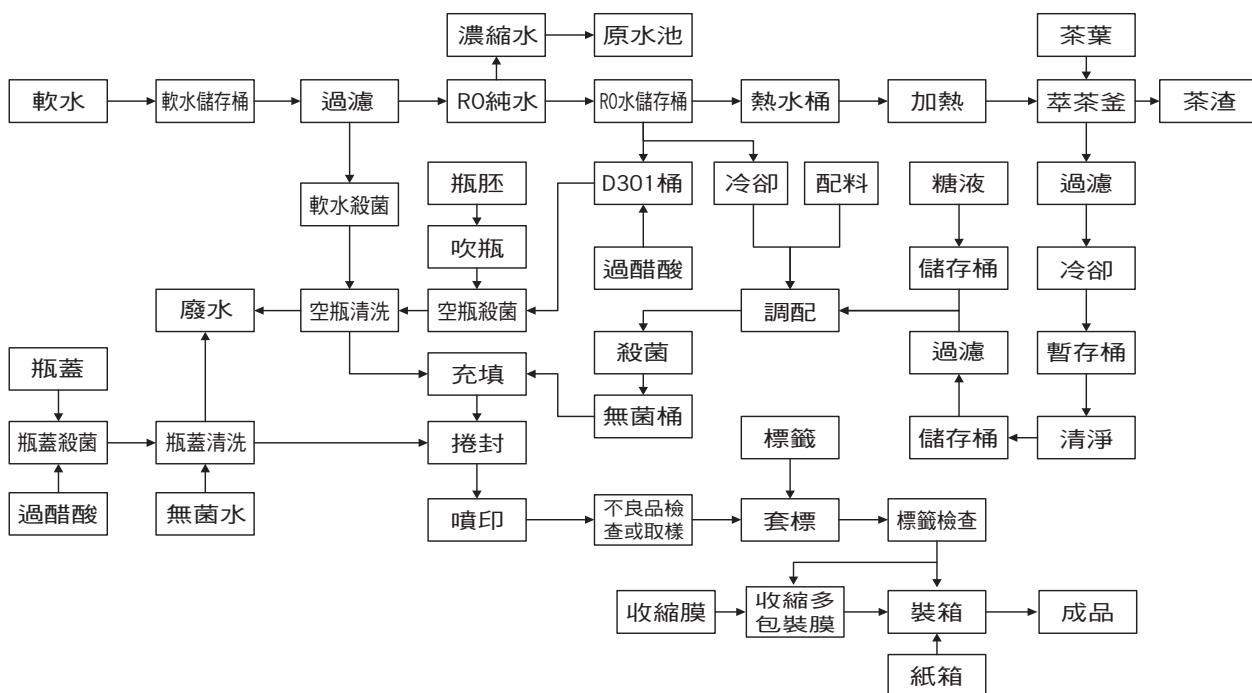 濃縮水
原水池
茶葉
軟水
軟水儲存桶
過濾
RO純水
RO水儲存桶
熱水桶
加熱
萃茶釜
茶渣
瓶胚
D301桶
冷卻
配料
糖液
過濾
軟水殺菌
吹瓶
過醋酸
儲存桶
冷卻
廢水
空瓶清洗
空瓶殺菌
調配
瓶蓋
充填
殺菌
過濾
暫存桶
無菌桶
瓶蓋殺菌
瓶蓋清洗
捲封
標籤
儲存桶
清淨
過醋酸
無菌水
噴印
不良品檢
查或取樣
套標
標籤檢查
收縮膜
收縮多
包裝膜
裝箱
成品
紙箱